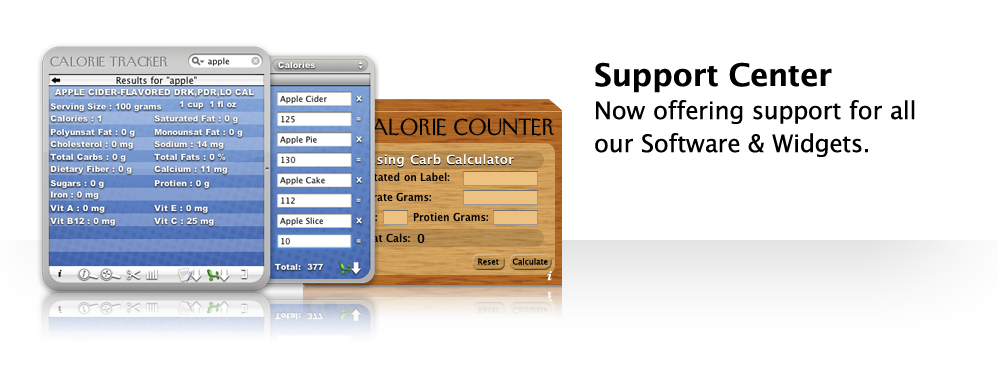 CALORIE TRACKER
apple
Results for "apple"
APPLE CIDER-FLAVORED DRK,PDR,LO CAL
Serving Size : 100 grams 1 cup 1 fl oz
Calories : 1 Saturated Fat : 0 g
Polyunsat Fat : 0 g Monounsat Fat : 0 g
Cholesterol : 0 mg Sodium : 14 mg
Total Carbs : 0 g Total Fats : 0 %
Dietary Fiber : 0 g Calcium : 11 mg
Sugars : 0 g Protien : 0 g
Iron : 0 mg
Vit A : 0 mg Vit E : 0 mg
Vit B12 : 0 mg Vit C : 25 mg
i
Calories
Apple Cider x
125 =
Apple Pie x
130 =
Apple Cake x
112 =
Apple Slice x
10 =
Total: 377
ALORIE COUNTER
sing Carb Calculator
tated on Label:
rate Grams:
: Protien Grams:
at Cals: 0
Reset Calculate
i
Support Center
Now offering support for all
our Software & Widgets.